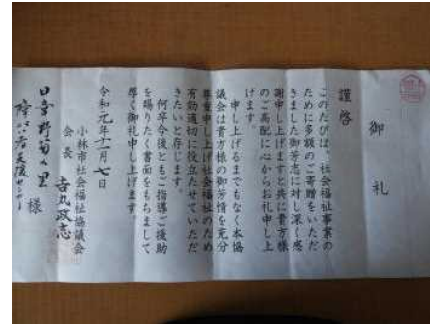 御礼
謹啓
このたびは、社会福祉事業の
ために多額のご寄贈をいただ
きました御芳志に対し深く感
謝申し上げますと共に貴方様
のご高配に心からお礼申し上
げます。
申し上げるまでもなく本協
議会は貴方様の御芳情を充分
尊重申し上げ社会福祉のため
有効適切に役立たせていただ
きたいと存じます。
何卒今後ともご指導ご援助
を賜りたく書面をもちまして
厚く御礼申し上げます。
令和元年十一月七日
小林市社会福祉協議会
会長 吉丸政志
様